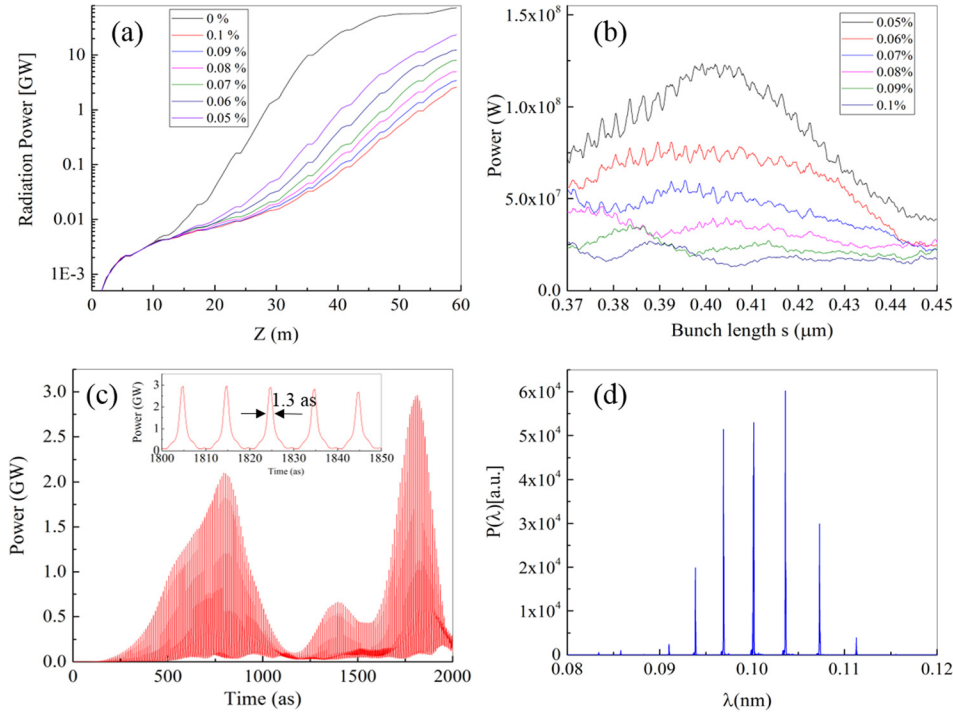 (a)
0 %
0.1 %
0.09 %
0.08 %
0.07 %
0.06 %
0.05 %
Radiation Power [GW]
10
1
0.1
0.01
1E-3
0 10 20 30 40 50 60
Z (m)
(b)
0.05%
0.06%
0.07%
0.08%
0.09%
0.1%
Power (W)
1.5x10⁸
1.0x10⁸
5.0x10⁷
0.0
0.37 0.38 0.39 0.40 0.41 0.42 0.43 0.44 0.45
Bunch length s (μm)
(c)
Power (GW)
3
2
1
0
1.3 as
1800 1810 1820 1830 1840 1850
Time (as)
Power (GW)
3.0
2.5
2.0
1.5
1.0
0.5
0.0
0 500 1000 1500 2000
Time (as)
(d)
P(λ)[a.u.]
6x10⁴
5x10⁴
4x10⁴
3x10⁴
2x10⁴
1x10⁴
0
0.08 0.09 0.10 0.11 0.12
λ(nm)